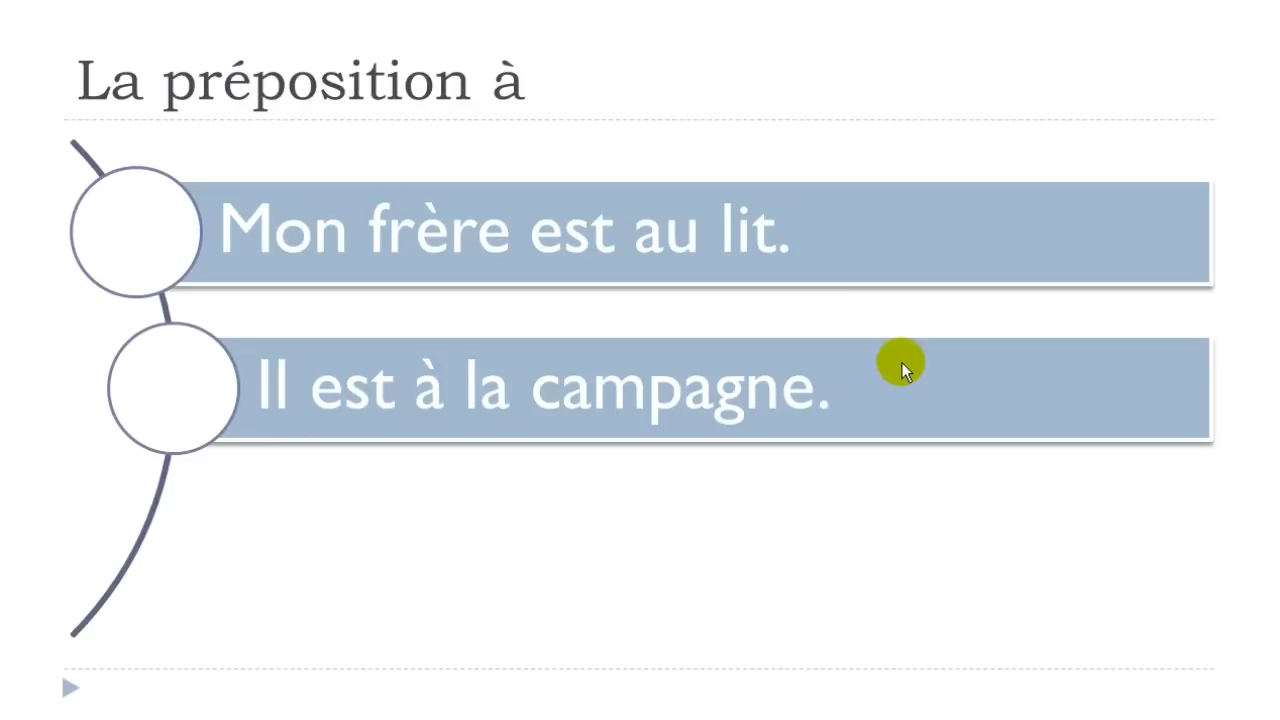 La préposition à
Mon frère est au lit.
Il est à la campagne.